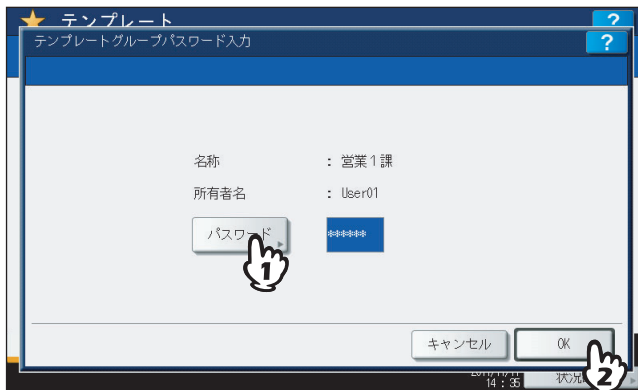 テンプレート
?
テンプレートグループパスワード入力
?
名称 : 営業1課
所有者名 : User01
パスワード ******
1
キャンセル OK
2
14:35 状況